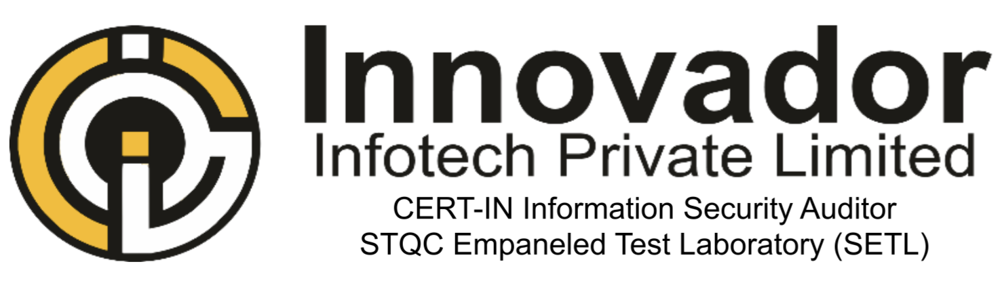 Innovador
Infotech Private Limited
CERT-IN Information Security Auditor
STQC Empaneled Test Laboratory (SETL)